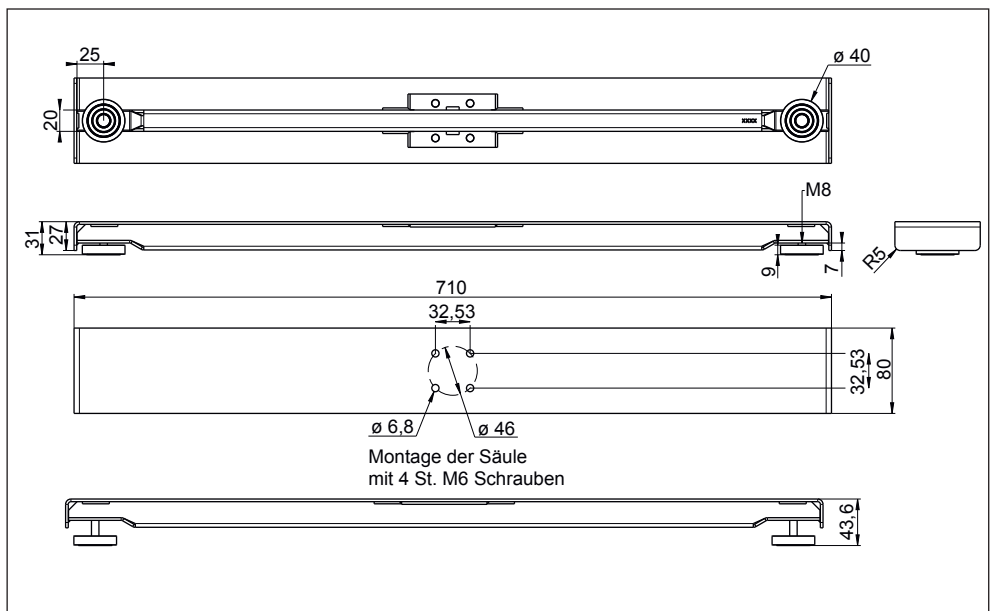 25
ø 40
20
xxxx
M8
31
27
9
7
R5
710
32,53
32,53
80
ø 6,8
ø 46
Montage der Säule
mit 4 St. M6 Schrauben
43,6